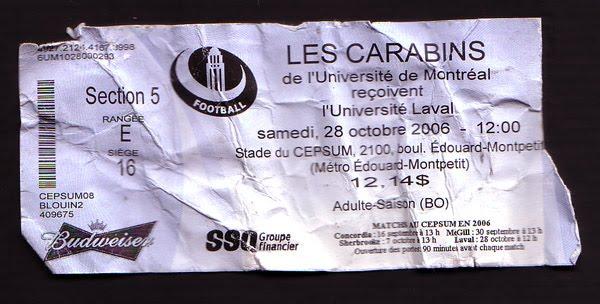 6UM1028090293
Section 5
RANGÉE
E
SIÈGE
16
CEPSUM08
BLOUIN2
409675
Budweiser
FOOTBALL
LES CARABINS
de l'Université de Montréal
reçoivent
l'Université Laval
samedi, 28 octobre 2006 - 12:00
Stade du CEPSUM, 2100, boul. Édouard-Montpetit
(Métro Édouard-Montpetit)
12,14$
Adulte-Saison (BO)
SSQ Groupe
financier
MATCHS AU CEPSUM EN 2006
Concordia : 16 septembre à 13 h McGill : 30 septembre à 13 h
Sherbrooke : 7 octobre à 13 h Laval : 28 octobre à 12 h
Ouverture des portes 90 minutes avant chaque match